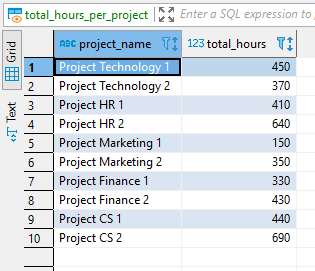 total_hours_per_project Enter a SQL expression to
ABC project_name 123 total_hours
Grid
Text
1 Project Technology 1 450
2 Project Technology 2 370
3 Project HR 1 410
4 Project HR 2 640
5 Project Marketing 1 150
6 Project Marketing 2 350
7 Project Finance 1 330
8 Project Finance 2 430
9 Project CS 1 440
10 Project CS 2 690